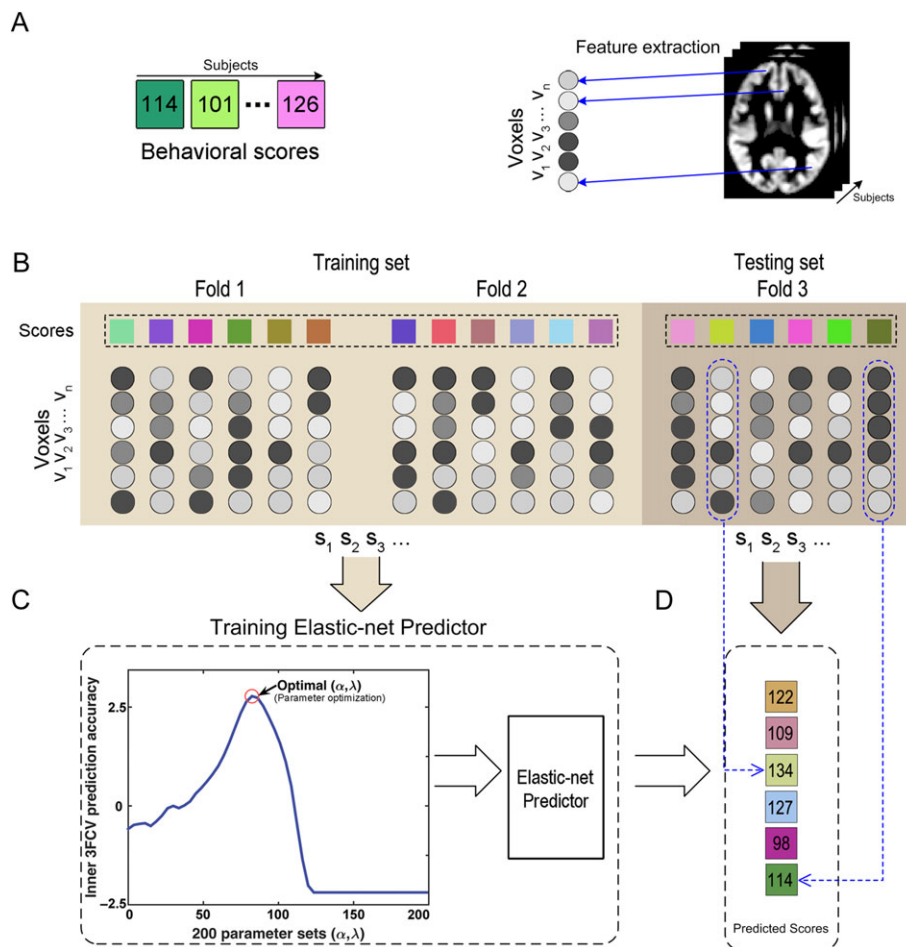 A
Subjects
114 101 ... 126
Behavioral scores
Feature extraction
Voxels
v1 v2 v3 ... vn
Subjects
B
Training set
Testing set
Fold 1
Fold 2
Fold 3
Scores
Voxels
v1 v2 v3 ... vn
S1 S2 S3 ...
S1 S2 S3 ...
C
Training Elastic-net Predictor
Inner 3FCV prediction accuracy
2.5
0
−2.5
Optimal (α,λ)
(Parameter optimization)
0 50 100 150 200
200 parameter sets (α,λ)
Elastic-net
Predictor
D
122
109
134
127
98
114
Predicted Scores